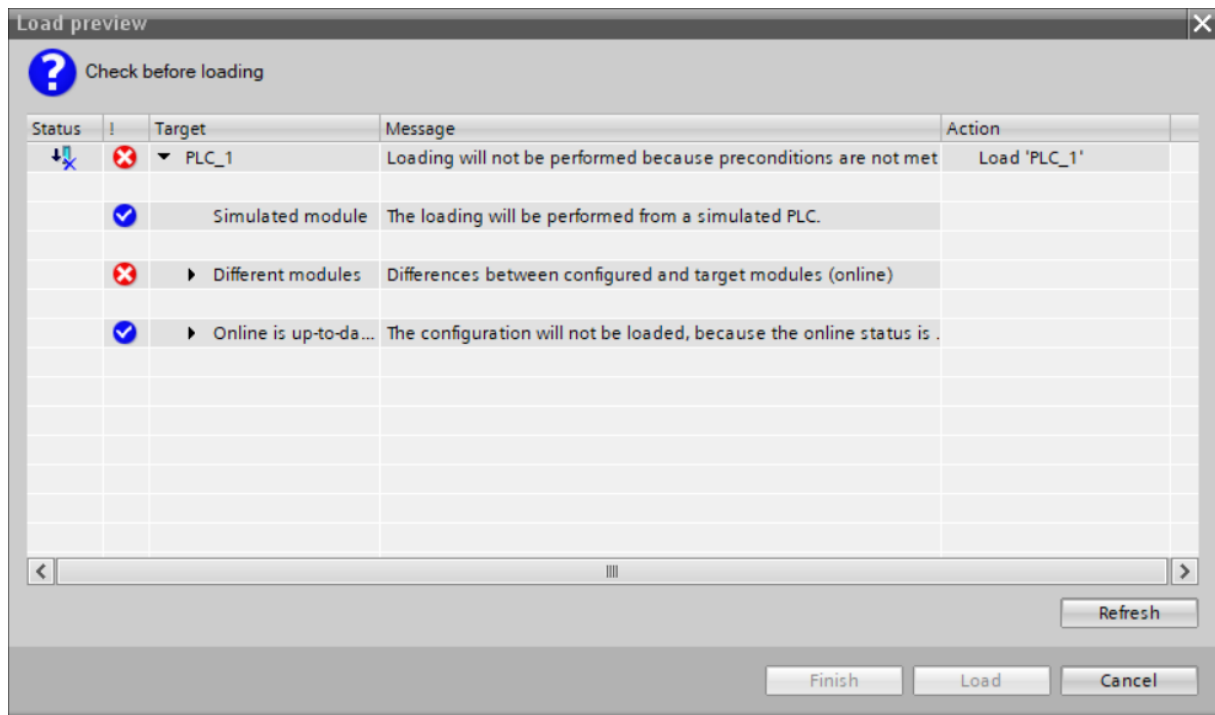 Load preview
Check before loading
Status ! Target Message Action
PLC_1 Loading will not be performed because preconditions are not met Load 'PLC_1'
Simulated module The loading will be performed from a simulated PLC.
Different modules Differences between configured and target modules (online)
Online is up-to-da... The configuration will not be loaded, because the online status is .
Refresh
Finish Load Cancel